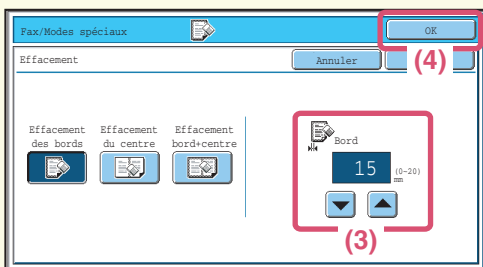 Fax/Modes spéciaux
OK
Effacement
Annuler
(4)
Effacement
des bords
Effacement
du centre
Effacement
bord+centre
Bord
15
(0-20)
mm
(3)